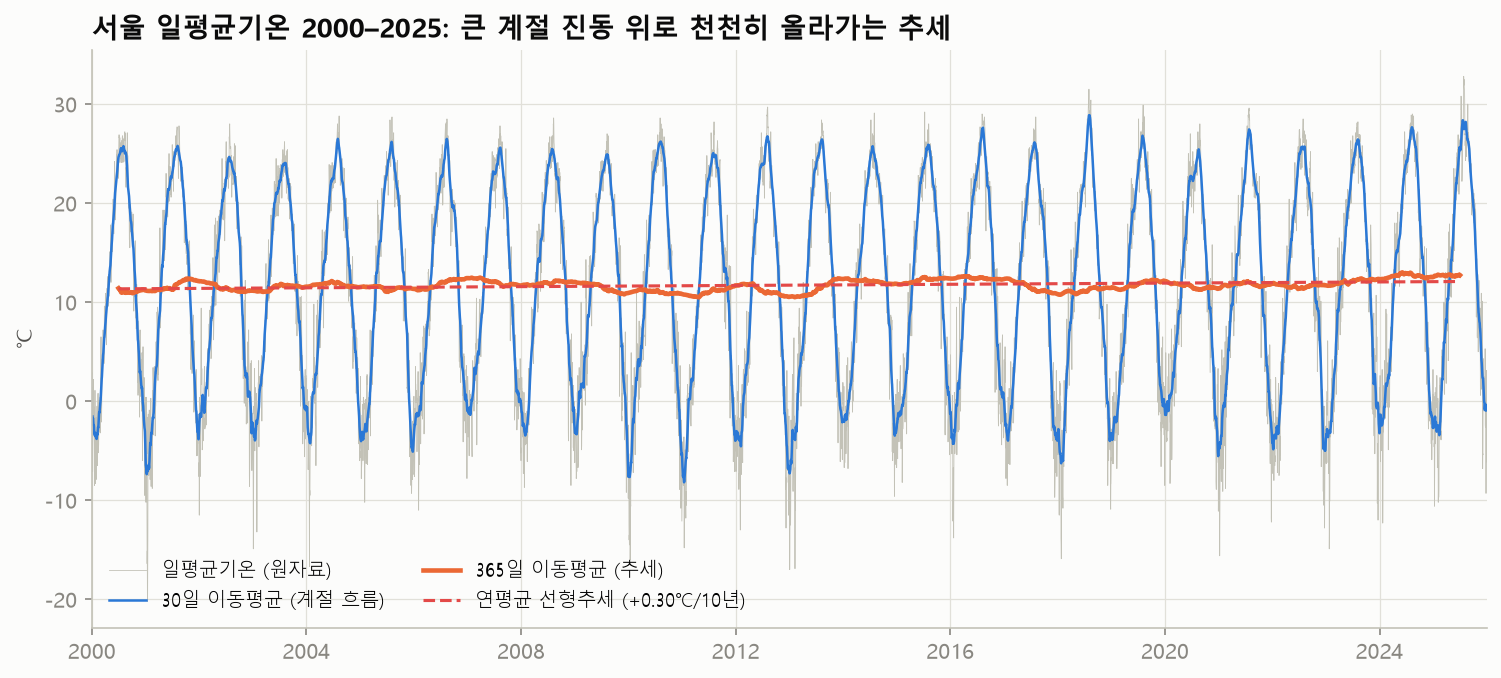 서울 일평균기온 2000–2025: 큰 계절 진동 위로 천천히 올라가는 추세
30
20
10
0
-10
-20
℃
일평균기온 (원자료)
30일 이동평균 (계절 흐름)
365일 이동평균 (추세)
연평균 선형추세 (+0.30℃/10년)
2000 2004 2008 2012 2016 2020 2024